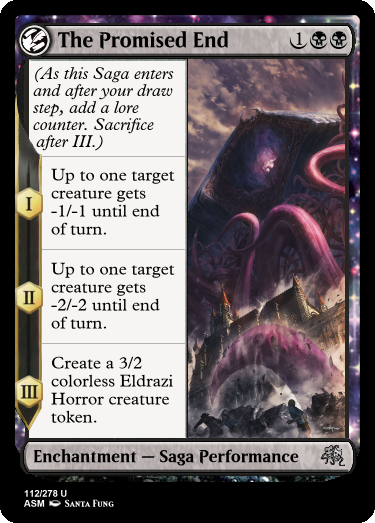 The Promised End 1
(As this Saga enters
and after your draw
step, add a lore
counter. Sacrifice
after III.)
I
Up to one target
creature gets
-1/-1 until end
of turn.
II
Up to one target
creature gets
-2/-2 until end
of turn.
III
Create a 3/2
colorless Eldrazi
Horror creature
token.
Enchantment — Saga Performance
112/278 U
ASM Santa Fung